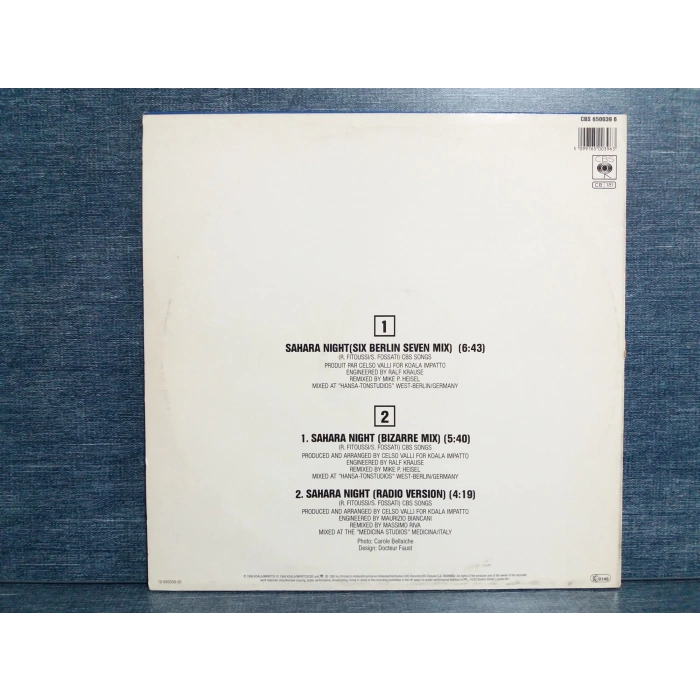 CBS 650039 6
5 099765 003963
CBS
CB 181
1
SAHARA NIGHT(SIX BERLIN SEVEN MIX) (6:43)
(R. FITOUSSI/S. FOSSATI) CBS SONGS
PRODUIT PAR CELSO VALLI FOR KOALA IMPATTO
ENGINEERED BY RALF KRAUSE
REMIXED BY MIKE P. HEISEL
MIXED AT "HANSA-TONSTUDIOS" WEST-BERLIN/GERMANY
2
1. SAHARA NIGHT (BIZARRE MIX) (5:40)
(R. FITOUSSI/S. FOSSATI) CBS SONGS
PRODUCED AND ARRANGED BY CELSO VALLI FOR KOALA IMPATTO
ENGINEERED BY RALF KRAUSE
REMIXED BY MIKE P. HEISEL
MIXED AT "HANSA-TONSTUDIOS" WEST-BERLIN/GERMANY
2. SAHARA NIGHT (RADIO VERSION) (4:19)
(R. FITOUSSI/S. FOSSATI) CBS SONGS
PRODUCED AND ARRANGED BY CELSO VALLI FOR KOALA IMPATTO
ENGINEERED BY MAURIZIO BIANCANI
REMIXED BY MASSIMO RIVA
MIXED AT THE "MEDICINA STUDIOS" MEDICINA/ITALY
Photo: Carole Bellaiche
Design: Docteur Faust